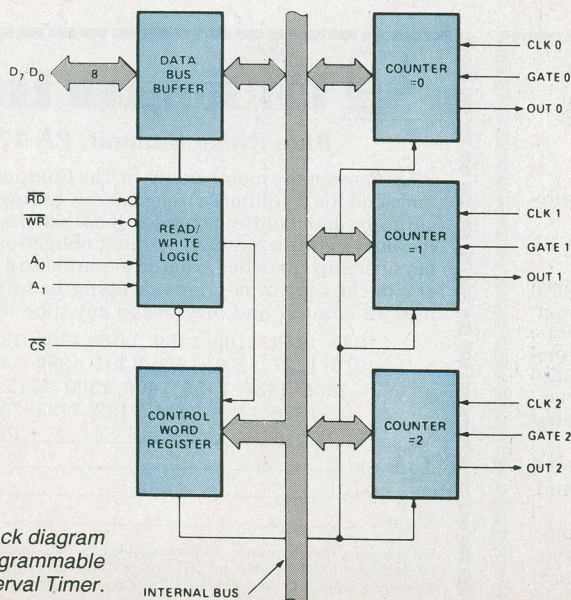 DATA
BUS
BUFFER
D7 D0
8
COUNTER
=0
CLK 0
GATE 0
OUT 0
RD
WR
A0
A1
READ/
WRITE
LOGIC
CS
COUNTER
=1
CLK 1
GATE 1
OUT 1
CONTROL
WORD
REGISTER
COUNTER
=2
CLK 2
GATE 2
OUT 2
ck diagram
grammable
erval Timer.
INTERNAL BUS